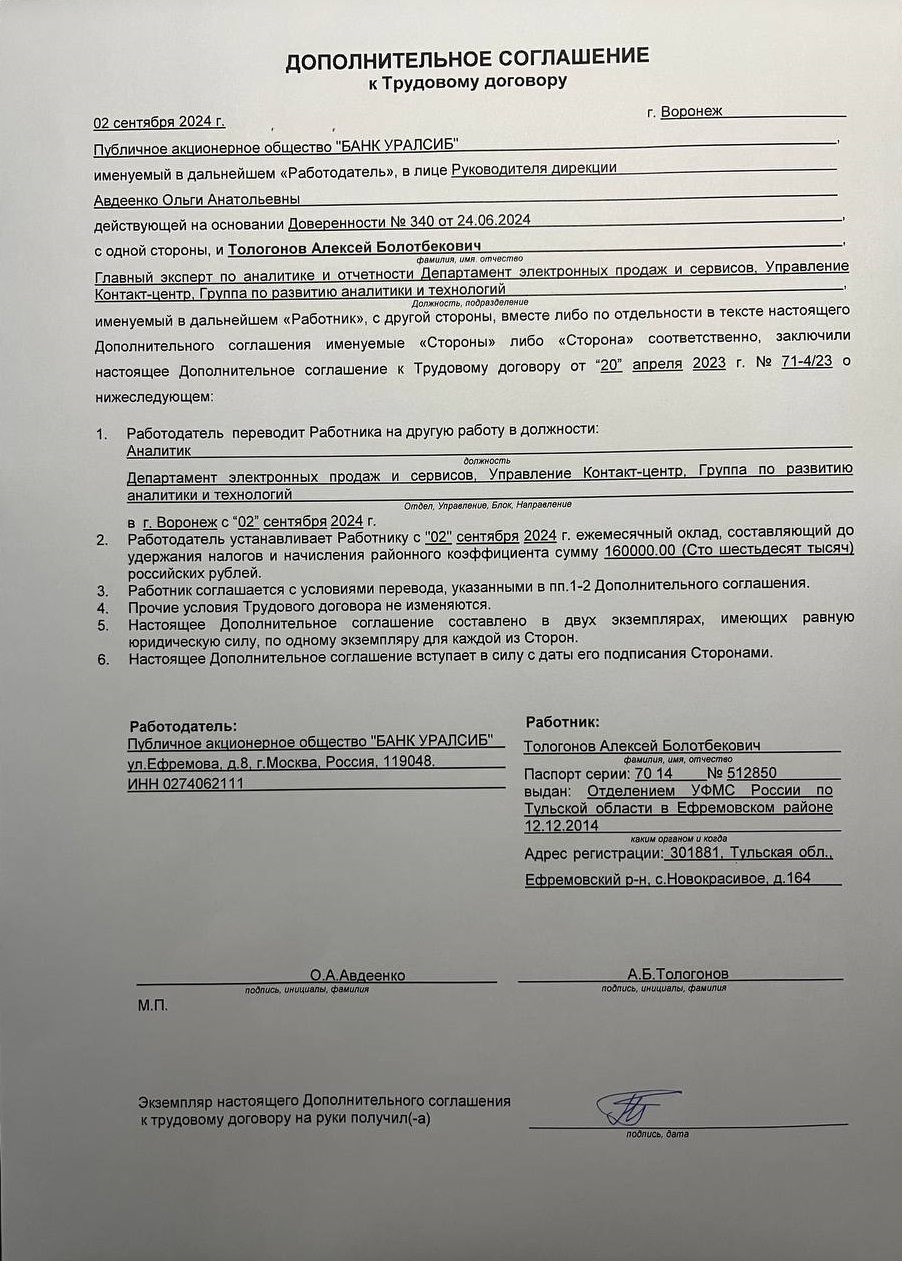 ДОПОЛНИТЕЛЬНОЕ СОГЛАШЕНИЕ
к Трудовому договору
02 сентября 2024 г.
г. Воронеж
Публичное акционерное общество "БАНК УРАЛСИБ",
именуемый в дальнейшем «Работодатель», в лице Руководителя дирекции
Авдеенко Ольги Анатольевны
действующей на основании Доверенности № 340 от 24.06.2024,
с одной стороны, и Тологонов Алексей Болотбекович,
фамилия, имя. отчество
Главный эксперт по аналитике и отчетности Департамент электронных продаж и сервисов, Управление
Контакт-центр, Группа по развитию аналитики и технологий,
Должность, подразделение
именуемый в дальнейшем «Работник», с другой стороны, вместе либо по отдельности в тексте настоящего
Дополнительного соглашения именуемые «Стороны» либо «Сторона» соответственно, заключили
настоящее Дополнительное соглашение к Трудовому договору от "20" апреля 2023 г. № 71-4/23 о
нижеследующем:
1. Работодатель переводит Работника на другую работу в должности:
Аналитик
должность
Департамент электронных продаж и сервисов, Управление Контакт-центр, Группа по развитию
аналитики и технологий
Отдел, Управление, Блок, Направление
в г. Воронеж с "02" сентября 2024 г.
2. Работодатель устанавливает Работнику с "02" сентября 2024 г. ежемесячный оклад, составляющий до
удержания налогов и начисления районного коэффициента сумму 160000.00 (Сто шестьдесят тысяч)
российских рублей.
3. Работник соглашается с условиями перевода, указанными в пп.1-2 Дополнительного соглашения.
4. Прочие условия Трудового договора не изменяются.
5. Настоящее Дополнительное соглашение составлено в двух экземплярах, имеющих равную
юридическую силу, по одному экземпляру для каждой из Сторон.
6. Настоящее Дополнительное соглашение вступает в силу с даты его подписания Сторонами.
Работодатель:
Публичное акционерное общество "БАНК УРАЛСИБ"
ул.Ефремова, д.8, г.Москва, Россия, 119048.
ИНН 0274062111
Работник:
Тологонов Алексей Болотбекович
фамилия, имя, отчество
Паспорт серии: 70 14 № 512850
выдан: Отделением УФМС России по
Тульской области в Ефремовском районе
12.12.2014
каким органом и когда
Адрес регистрации: 301881, Тульская обл.,
Ефремовский р-н, с.Новокрасивое, д.164
О.А.Авдеенко
подпись, инициалы, фамилия
М.П.
А.Б.Тологонов
подпись, инициалы, фамилия
Экземпляр настоящего Дополнительного соглашения
к трудовому договору на руки получил(-а)
подпись, дата